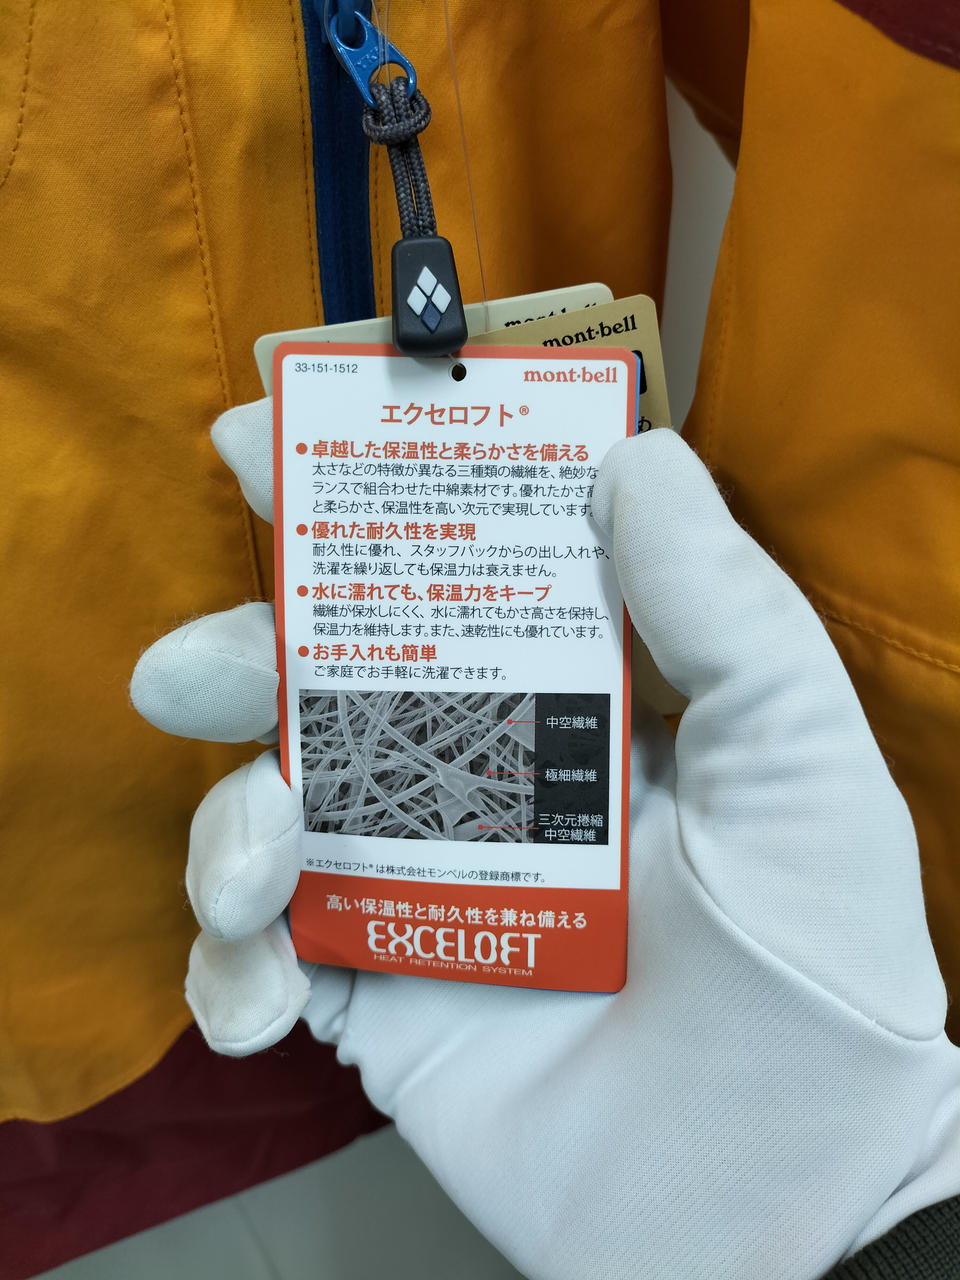 mont-bell
mont-bell
33-151-1512
mont-bell
エクセロフト®
●卓越した保温性と柔らかさを備える
太さなどの特徴が異なる三種類の繊維を、絶妙な
ランスで組合わせた中綿素材です。優れたかさ高
と柔らかさ、保温性を高い次元で実現しています。
●優れた耐久性を実現
耐久性に優れ、スタッフバックからの出し入れや、
洗濯を繰り返しても保温力は衰えません。
●水に濡れても、保温力をキープ
繊維が保水しにくく、水に濡れてもかさ高さを保持し、
保温力を維持します。また、速乾性にも優れています。
●お手入れも簡単
ご家庭でお手軽に洗濯できます。
中空繊維
極細繊維
三次元捲縮
中空繊維
※エクセロフト®は株式会社モンベルの登録商標です。
高い保温性と耐久性を兼ね備える
EXCELOFT
HEAT RETENTION SYSTEM